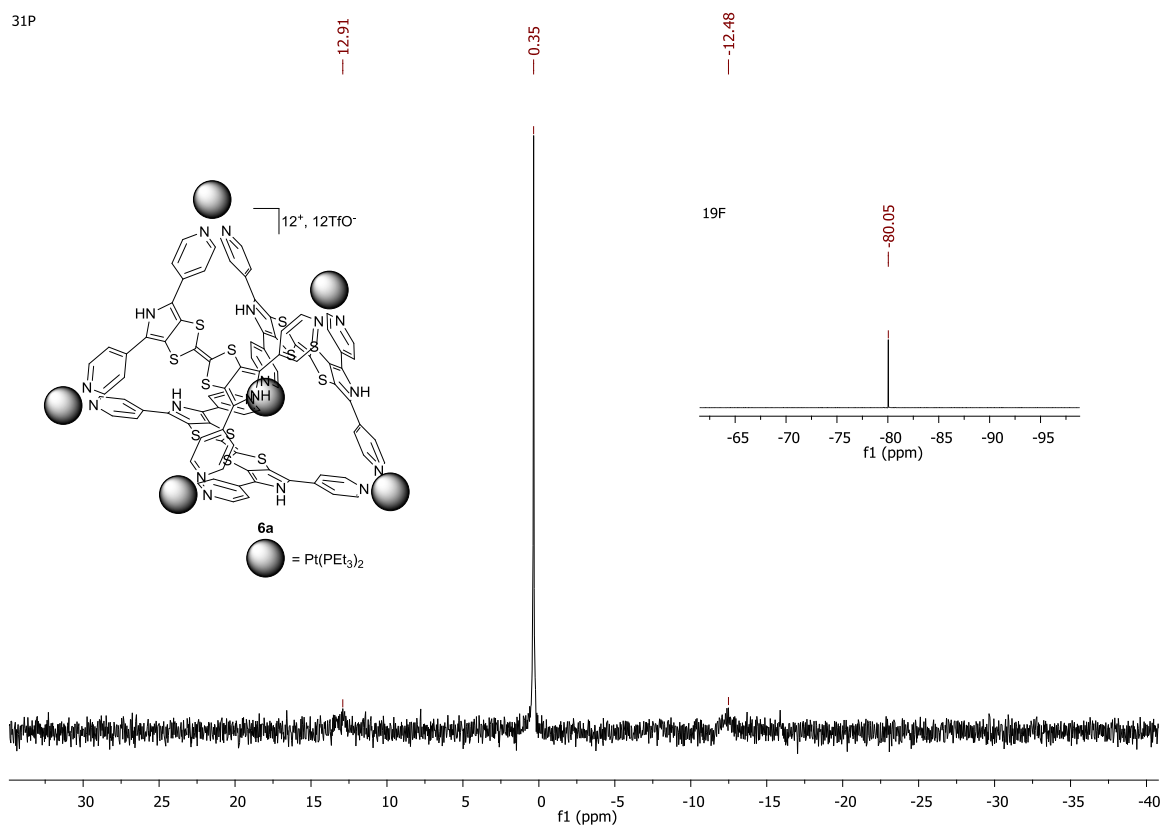 31P
12.91
0.35
-12.48
12⁺, 12TfO⁻
N N
HN
S
S
S
S
N
HN
S
N
N
S
S
NH
N
N
HN
NH
S
S
S
S
N
N
N
N
H
N
N
6a
= Pt(PEt₃)₂
19F
-80.05
-65 -70 -75 -80 -85 -90 -95
f1 (ppm)
30 25 20 15 10 5 0 -5 -10 -15 -20 -25 -30 -35 -40
f1 (ppm)